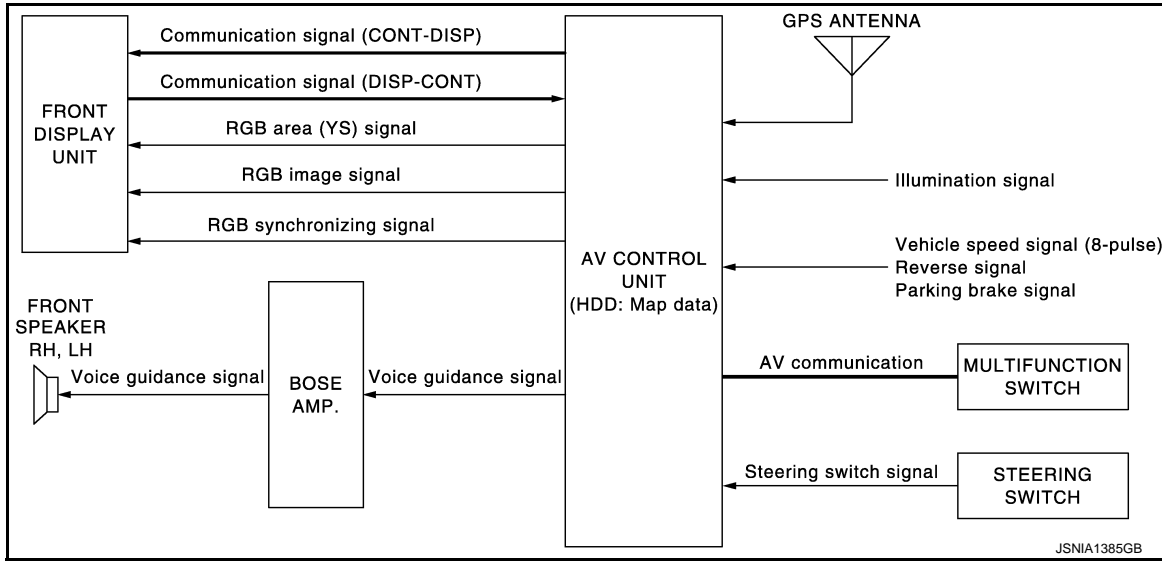 GPS ANTENNA
Communication signal (CONT-DISP)
Communication signal (DISP-CONT)
FRONT
DISPLAY
UNIT
RGB area (YS) signal
RGB image signal
RGB synchronizing signal
Illumination signal
Vehicle speed signal (8-pulse)
Reverse signal
Parking brake signal
AV CONTROL
UNIT
(HDD: Map data)
FRONT
SPEAKER
RH, LH
Voice guidance signal
BOSE
AMP.
Voice guidance signal
AV communication
MULTIFUNCTION
SWITCH
Steering switch signal
STEERING
SWITCH
JSNIA1385GB